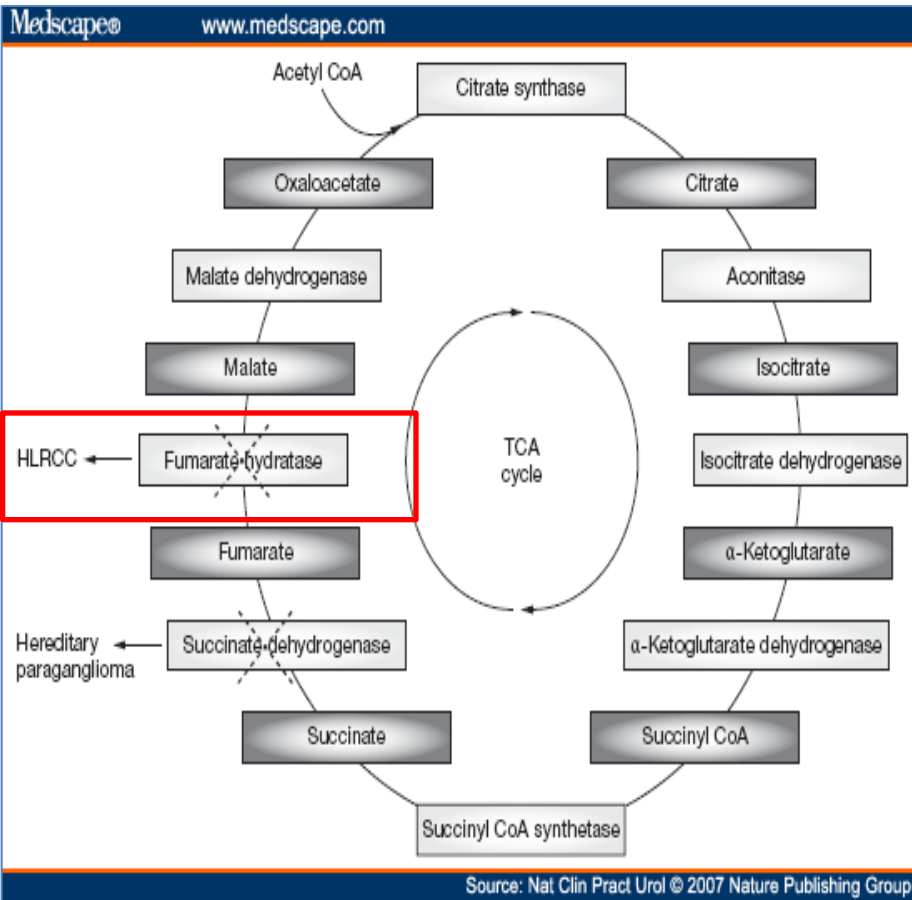 Medscape® www.medscape.com
Acetyl CoA
Citrate synthase
Oxaloacetate
Citrate
Malate dehydrogenase
Aconitase
Malate
Isocitrate
HLRCC
Fumarate hydratase
TCA
cycle
Isocitrate dehydrogenase
Fumarate
α-Ketoglutarate
Hereditary
paraganglioma
Succinate dehydrogenase
α-Ketoglutarate dehydrogenase
Succinate
Succinyl CoA
Succinyl CoA synthetase
Source: Nat Clin Pract Urol © 2007 Nature Publishing Group